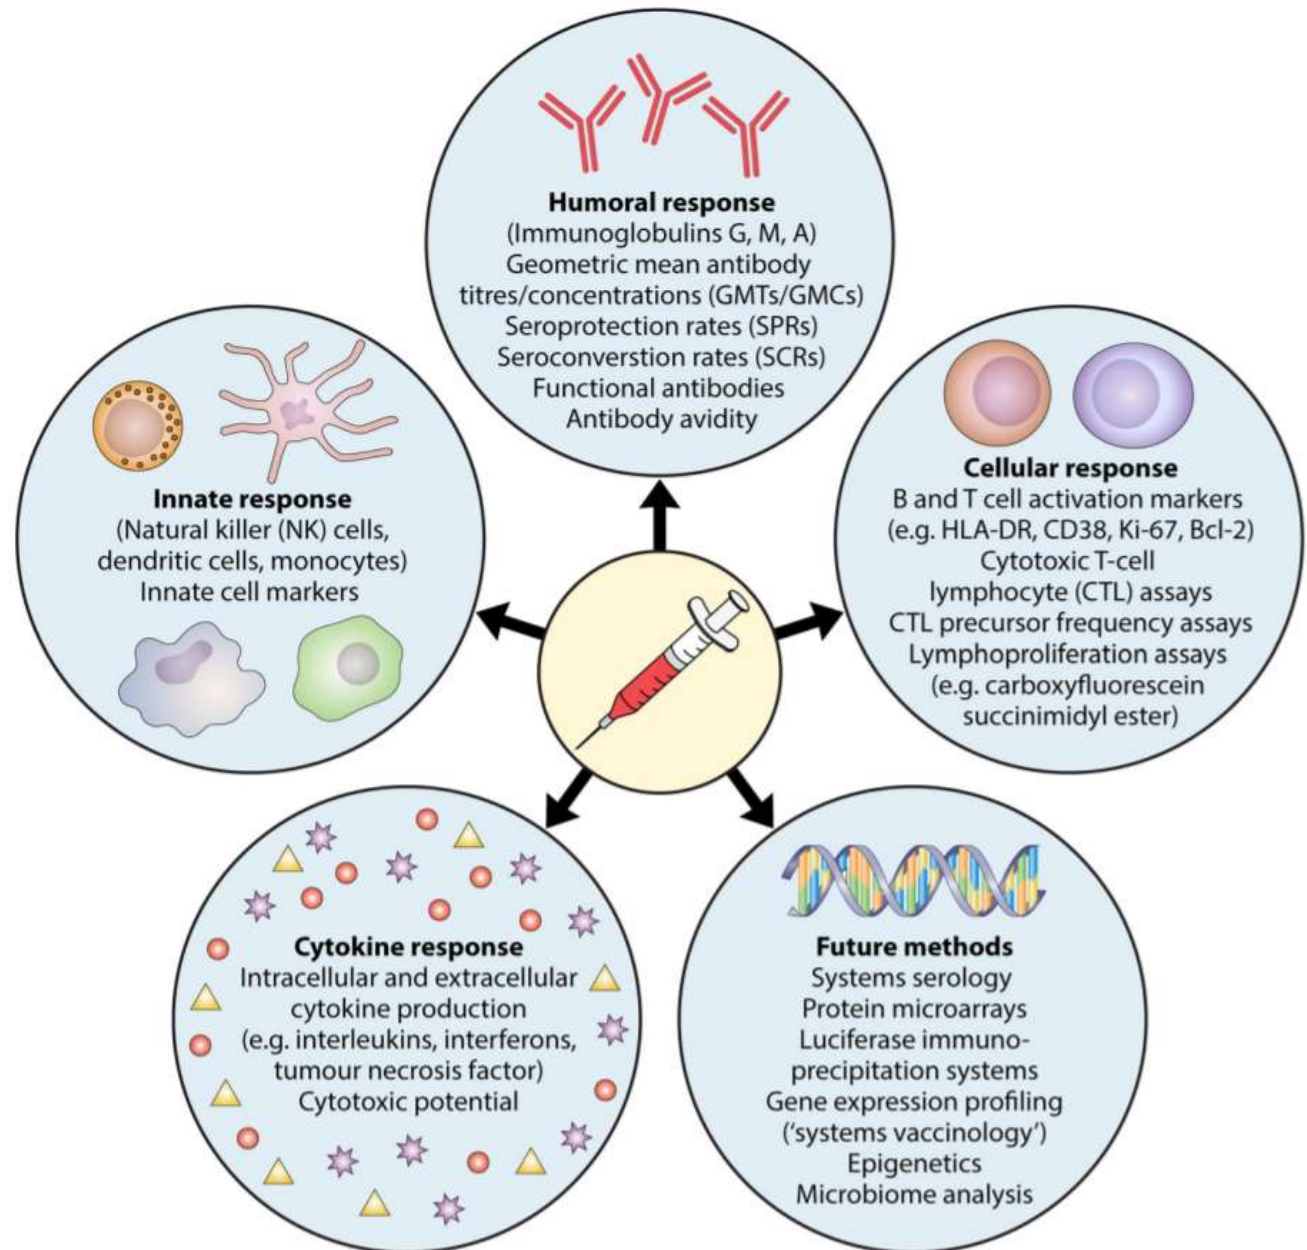 Humoral response
(Immunoglobulins G, M, A)
Geometric mean antibody
titres/concentrations (GMTs/GMCs)
Seroprotection rates (SPRs)
Seroconverstion rates (SCRs)
Functional antibodies
Antibody avidity
Innate response
(Natural killer (NK) cells,
dendritic cells, monocytes)
Innate cell markers
Cellular response
B and T cell activation markers
(e.g. HLA-DR, CD38, Ki-67, Bcl-2)
Cytotoxic T-cell
lymphocyte (CTL) assays
CTL precursor frequency assays
Lymphoproliferation assays
(e.g. carboxyfluorescein
succinimidyl ester)
Cytokine response
Intracellular and extracellular
cytokine production
(e.g. interleukins, interferons,
tumour necrosis factor)
Cytotoxic potential
Future methods
Systems serology
Protein microarrays
Luciferase immuno-
precipitation systems
Gene expression profiling
(‘systems vaccinology’)
Epigenetics
Microbiome analysis